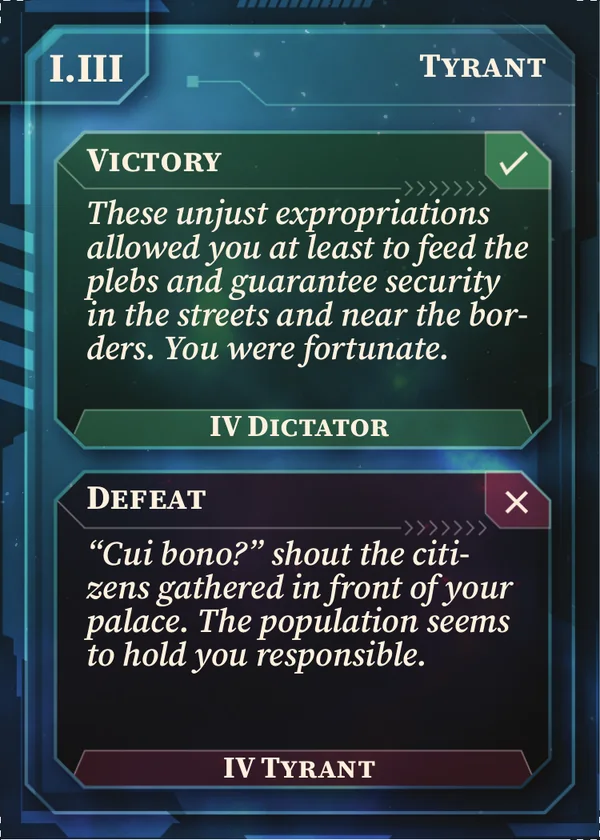 I.III
Tyrant
Victory
These unjust expropriations
allowed you at least to feed the
plebs and guarantee security
in the streets and near the bor-
ders. You were fortunate.
IV Dictator
Defeat
“Cui bono?” shout the citi-
zens gathered in front of your
palace. The population seems
to hold you responsible.
IV Tyrant